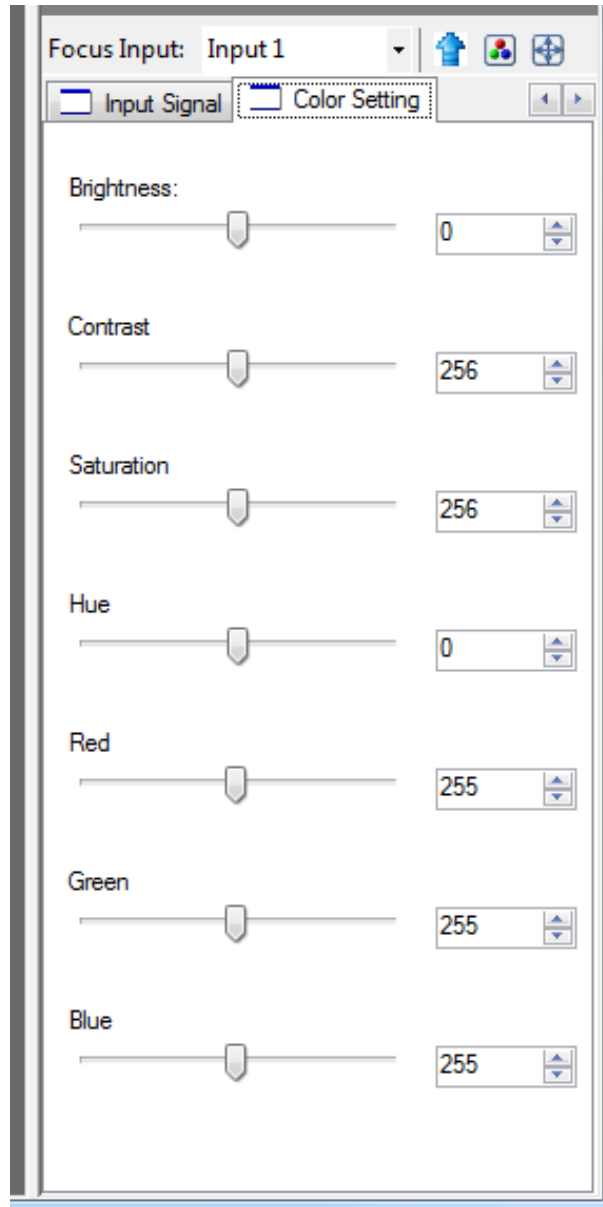 Focus Input: Input 1
Input Signal Color Setting
Brightness:
0
Contrast
256
Saturation
256
Hue
0
Red
255
Green
255
Blue
255